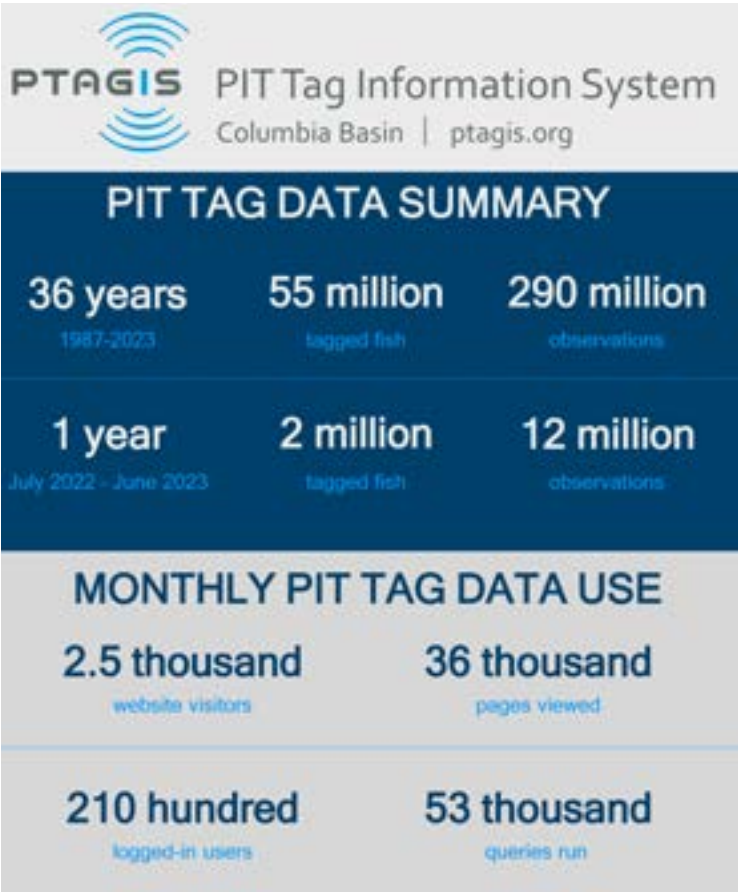 PTAGIS PIT Tag Information System
Columbia Basin | ptagis.org
PIT TAG DATA SUMMARY
36 years 55 million 290 million
1987-2023 tagged fish observations
1 year 2 million 12 million
July 2022 - June 2023 tagged fish observations
MONTHLY PIT TAG DATA USE
2.5 thousand 36 thousand
website visitors pages viewed
210 hundred 53 thousand
logged-in users queries run